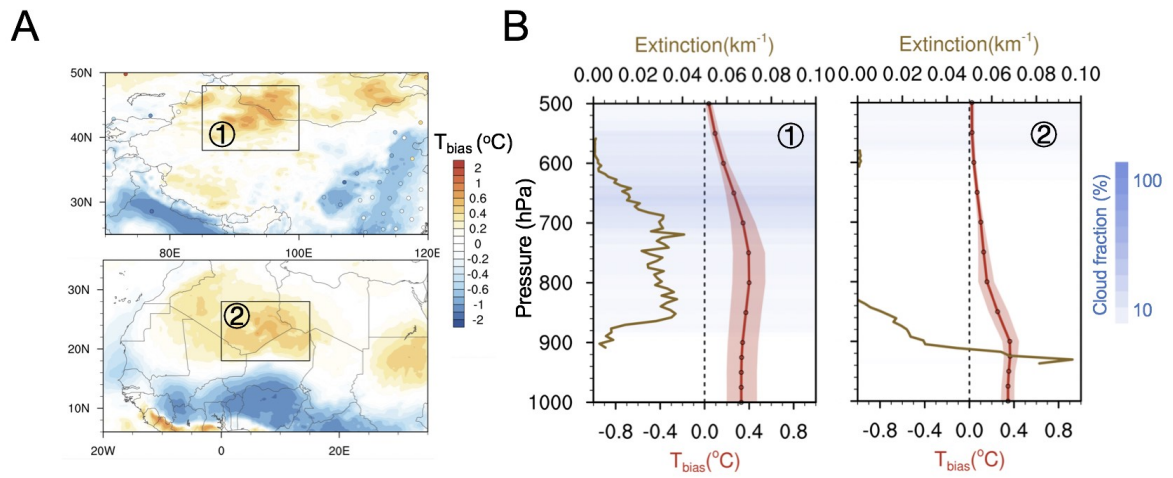 A
B
50N
40N
30N
80E
100E
120E
①
30N
20N
10N
20W
0
20E
②
T_bias (°C)
2
1
0.6
0.4
0.2
0
-0.2
-0.4
-0.6
-1
-2
Extinction(km⁻¹)
0.00 0.02 0.04 0.06 0.08 0.10
Pressure (hPa)
500
600
700
800
900
1000
①
-0.8 -0.4 0.0 0.4 0.8
T_bias(°C)
Extinction(km⁻¹)
0.00 0.02 0.04 0.06 0.08 0.10
②
-0.8 -0.4 0.0 0.4 0.8
T_bias(°C)
Cloud fraction (%)
100
10